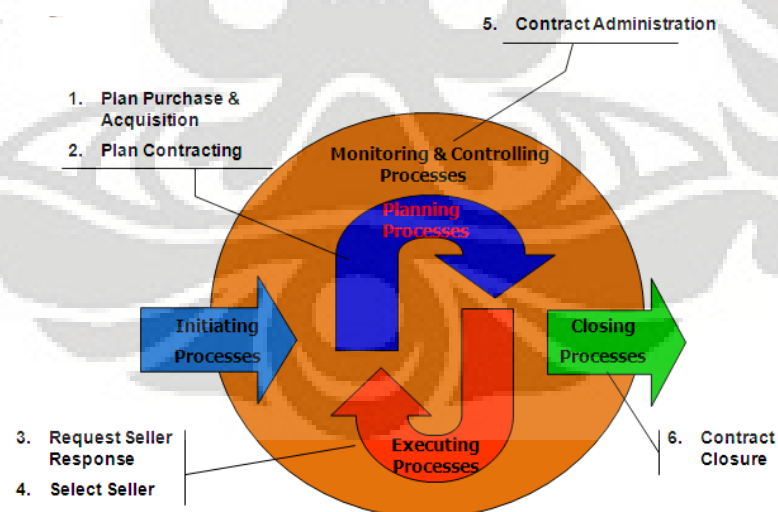 5. Contract Administration
1. Plan Purchase &
Acquisition
2. Plan Contracting
Monitoring & Controlling
Processes
Planning
Processes
Initiating
Processes
Closing
Processes
3. Request Seller
Response
4. Select Seller
Executing
Processes
6. Contract
Closure